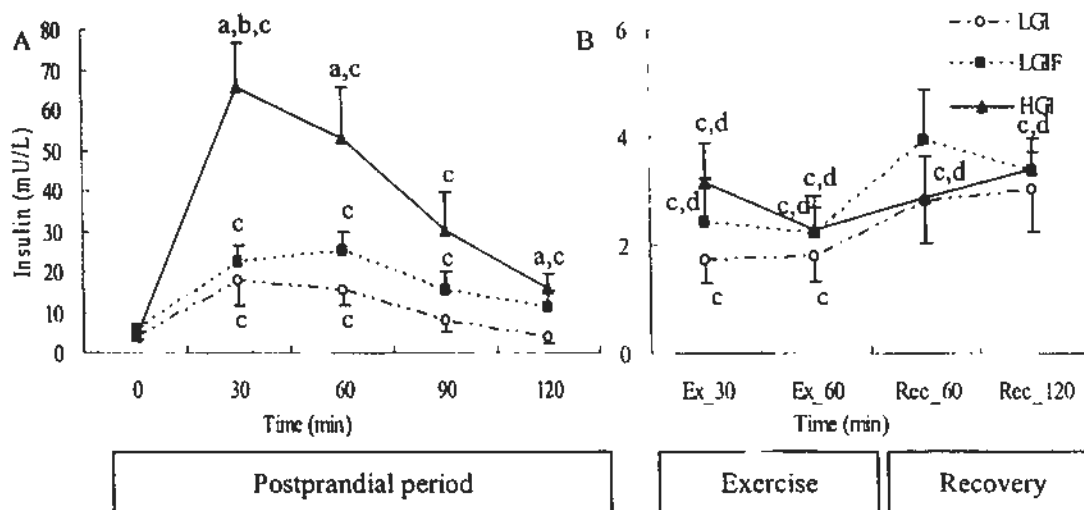 A
B
Insulin (mU/L)
80
70
60
50
40
30
20
10
0
a,b,c
a,c
c
a,c
c
c
c
c
c
0
30
60
90
120
Time (min)
6
4
2
0
LGI
LGIF
HGI
c,d
c,d
c,d
c,d
c,d
c,d
c
c
Ex_30
Ex_60
Rec_60
Rec_120
Time (min)
Postprandial period
Exercise
Recovery